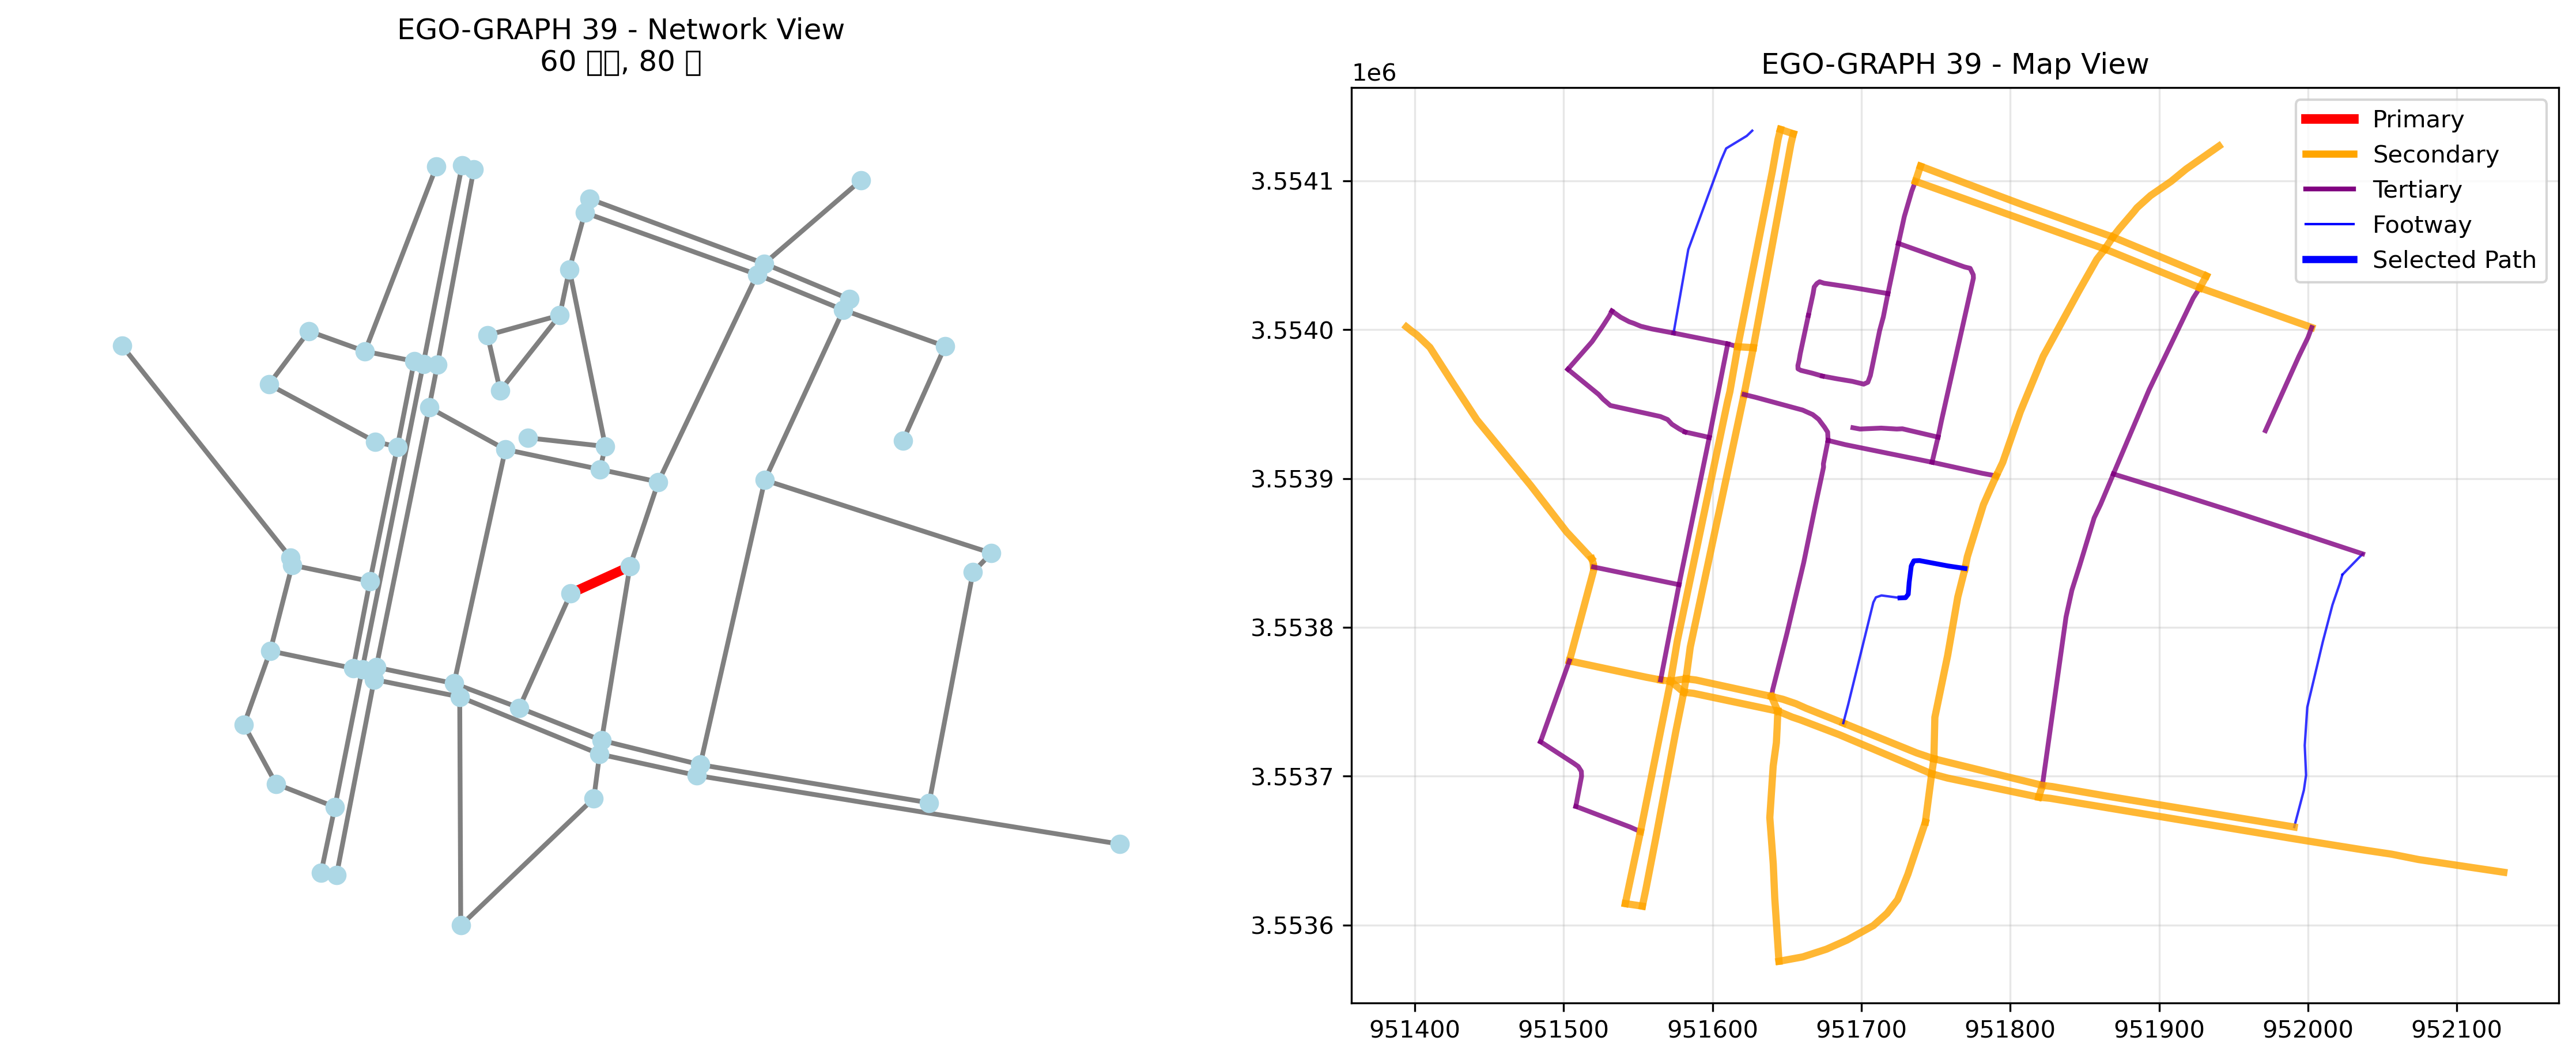 EGO-GRAPH 39 - Network View
60 , 80
EGO-GRAPH 39 - Map View
1e6
Primary
Secondary
Tertiary
Footway
Selected Path
3.5541
3.5540
3.5539
3.5538
3.5537
3.5536
951400 951500 951600 951700 951800 951900 952000 952100